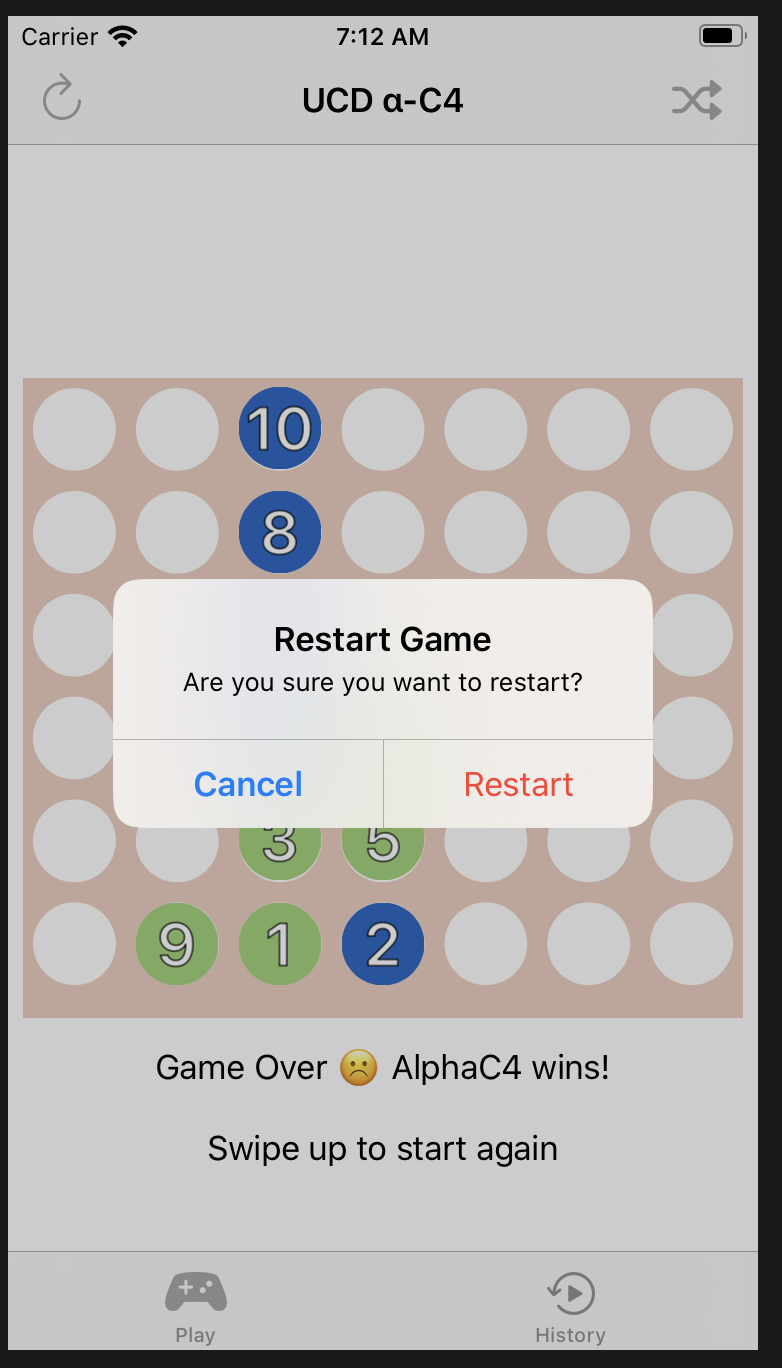 Carrier 7:12 AM
UCD α-C4
10
8
Restart Game
Are you sure you want to restart?
Cancel Restart
3 5
9 1 2
Game Over ☹️ AlphaC4 wins!
Swipe up to start again
Play History